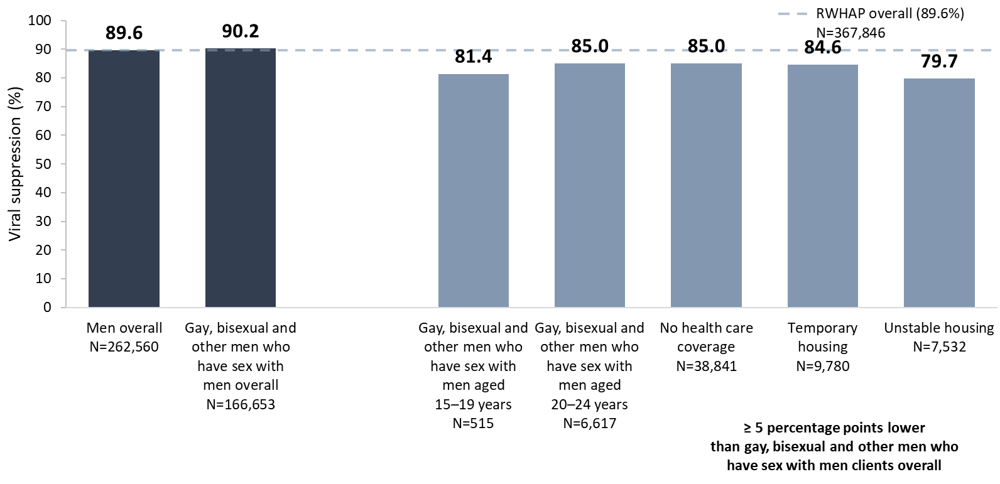 RWHAP overall (89.6%)
N=367,846
Viral suppression (%)
100
90
80
70
60
50
40
30
20
10
0
89.6
90.2
81.4
85.0
85.0
84.6
79.7
Men overall
N=262,560
Gay, bisexual and
other men who
have sex with
men overall
N=166,653
Gay, bisexual and
other men who
have sex with
men aged
15–19 years
N=515
Gay, bisexual and
other men who
have sex with
men aged
20–24 years
N=6,617
No health care
coverage
N=38,841
Temporary
housing
N=9,780
Unstable housing
N=7,532
≥ 5 percentage points lower
than gay, bisexual and other men who
have sex with men clients overall